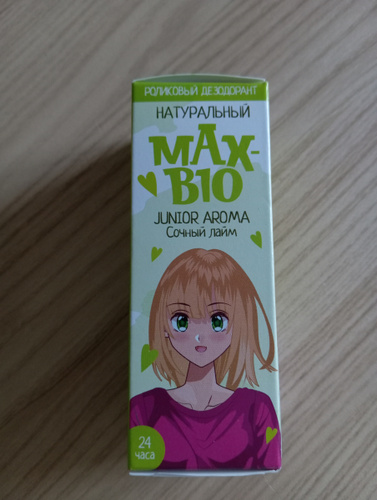 РОЛИКОВЫЙ ДЕЗОДОРАНТ
НАТУРАЛЬНЫЙ
MAX-
BIO
JUNIOR AROMA
Сочный лайм
24
часа